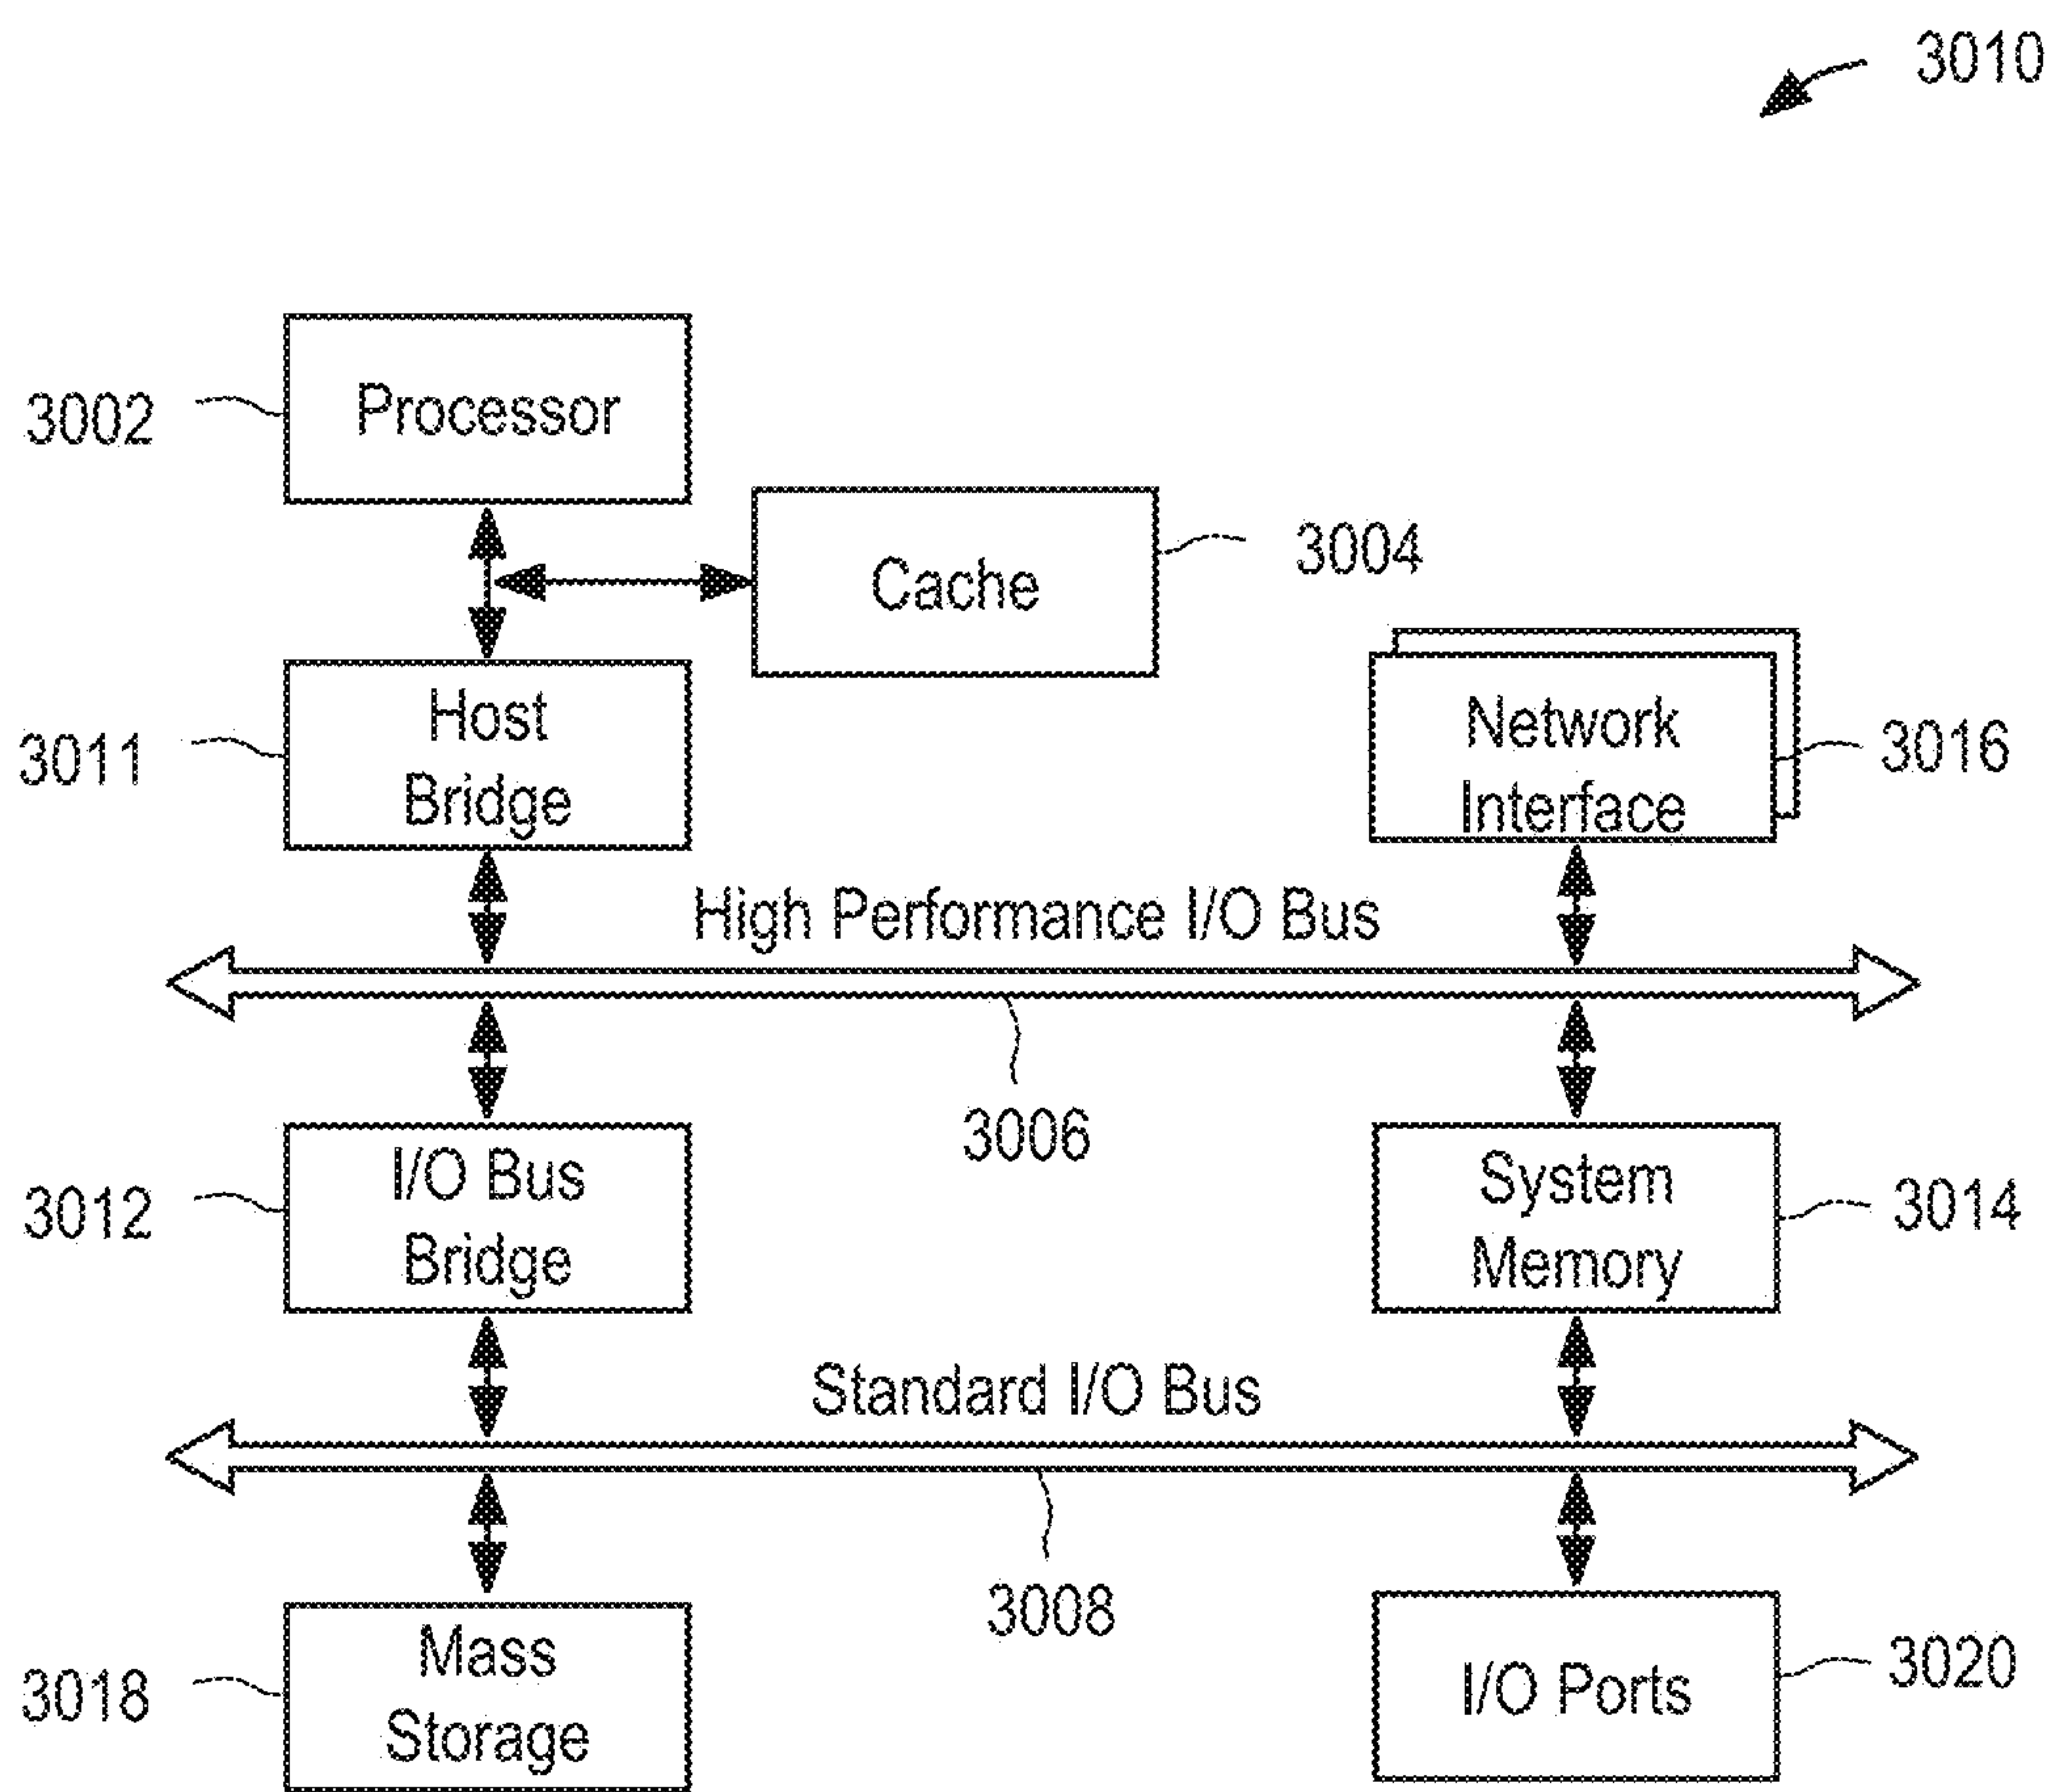 3010
Processor
3002
Cache
3004
Host
Bridge
3011
Network
Interface
3016
High Performance I/O Bus
3006
I/O Bus
Bridge
3012
System
Memory
3014
Standard I/O Bus
3008
Mass
Storage
3018
I/O Ports
3020